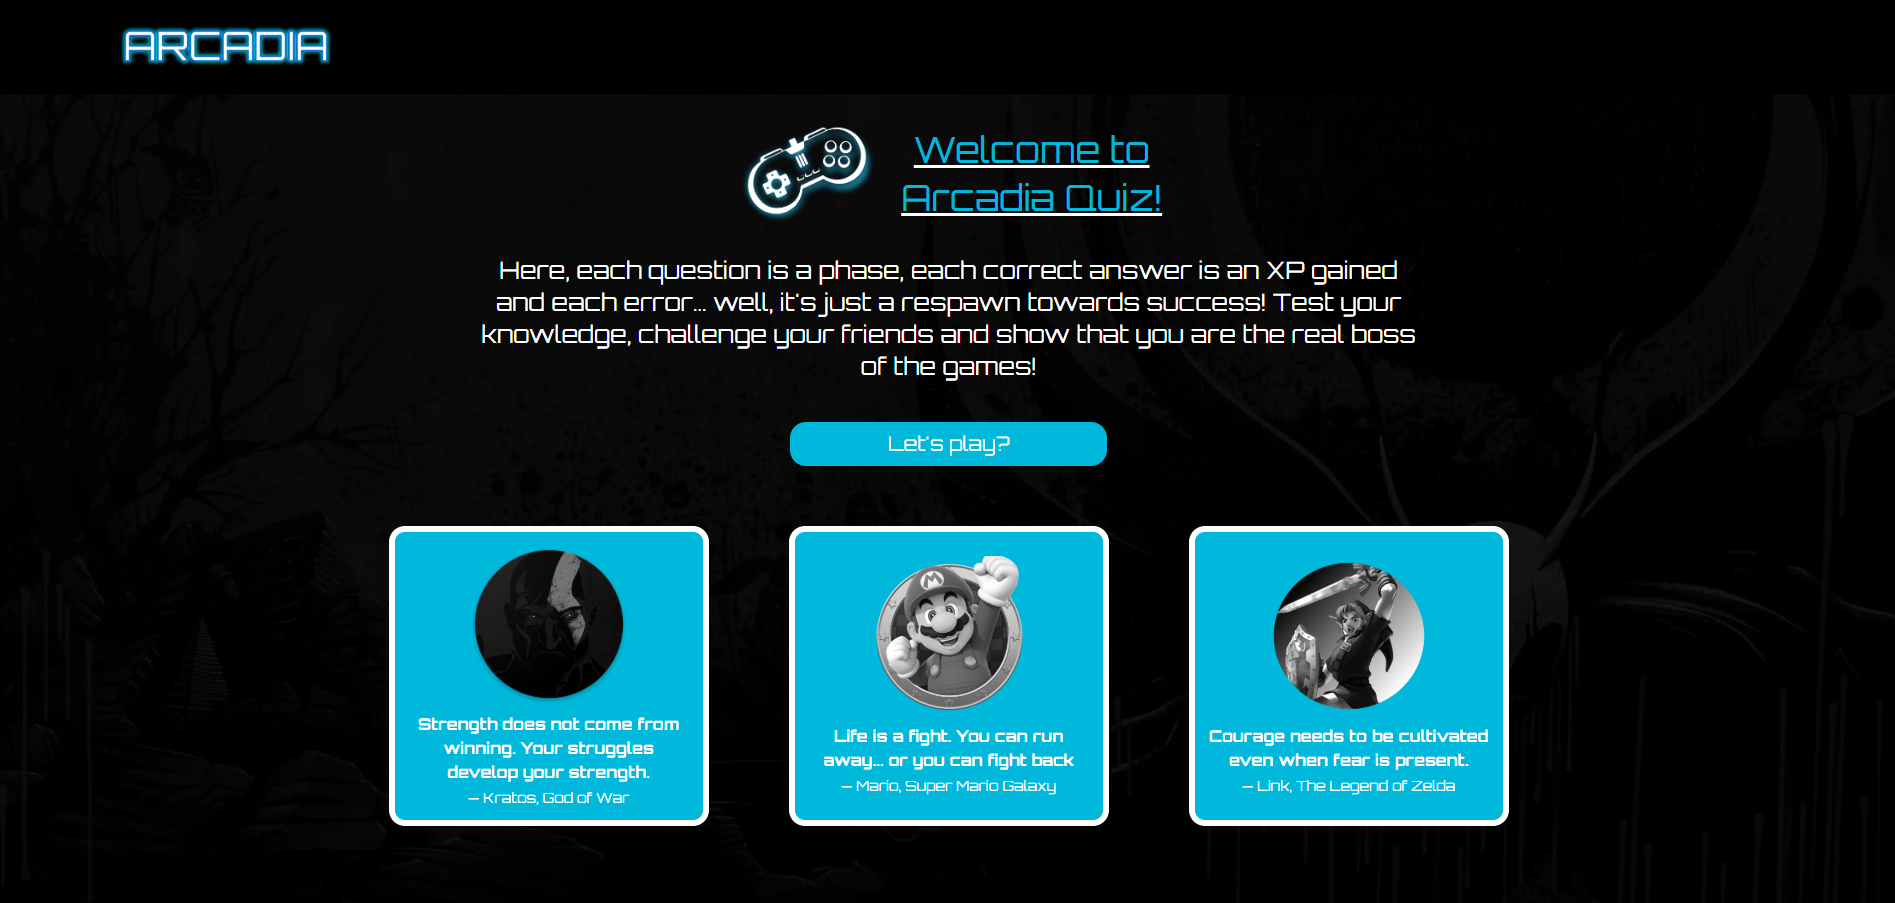 ARCADIA
Welcome to
Arcadia Quiz!
Here, each question is a phase, each correct answer is an XP gained
and each error... well, it's just a respawn towards success! Test your
knowledge, challenge your friends and show that you are the real boss
of the games!
Let's play?
Strength does not come from
winning. Your struggles
develop your strength.
— Kratos, God of War
M
Life is a fight. You can run
away... or you can fight back
— Mario, Super Mario Galaxy
Courage needs to be cultivated
even when fear is present.
— Link, The Legend of Zelda